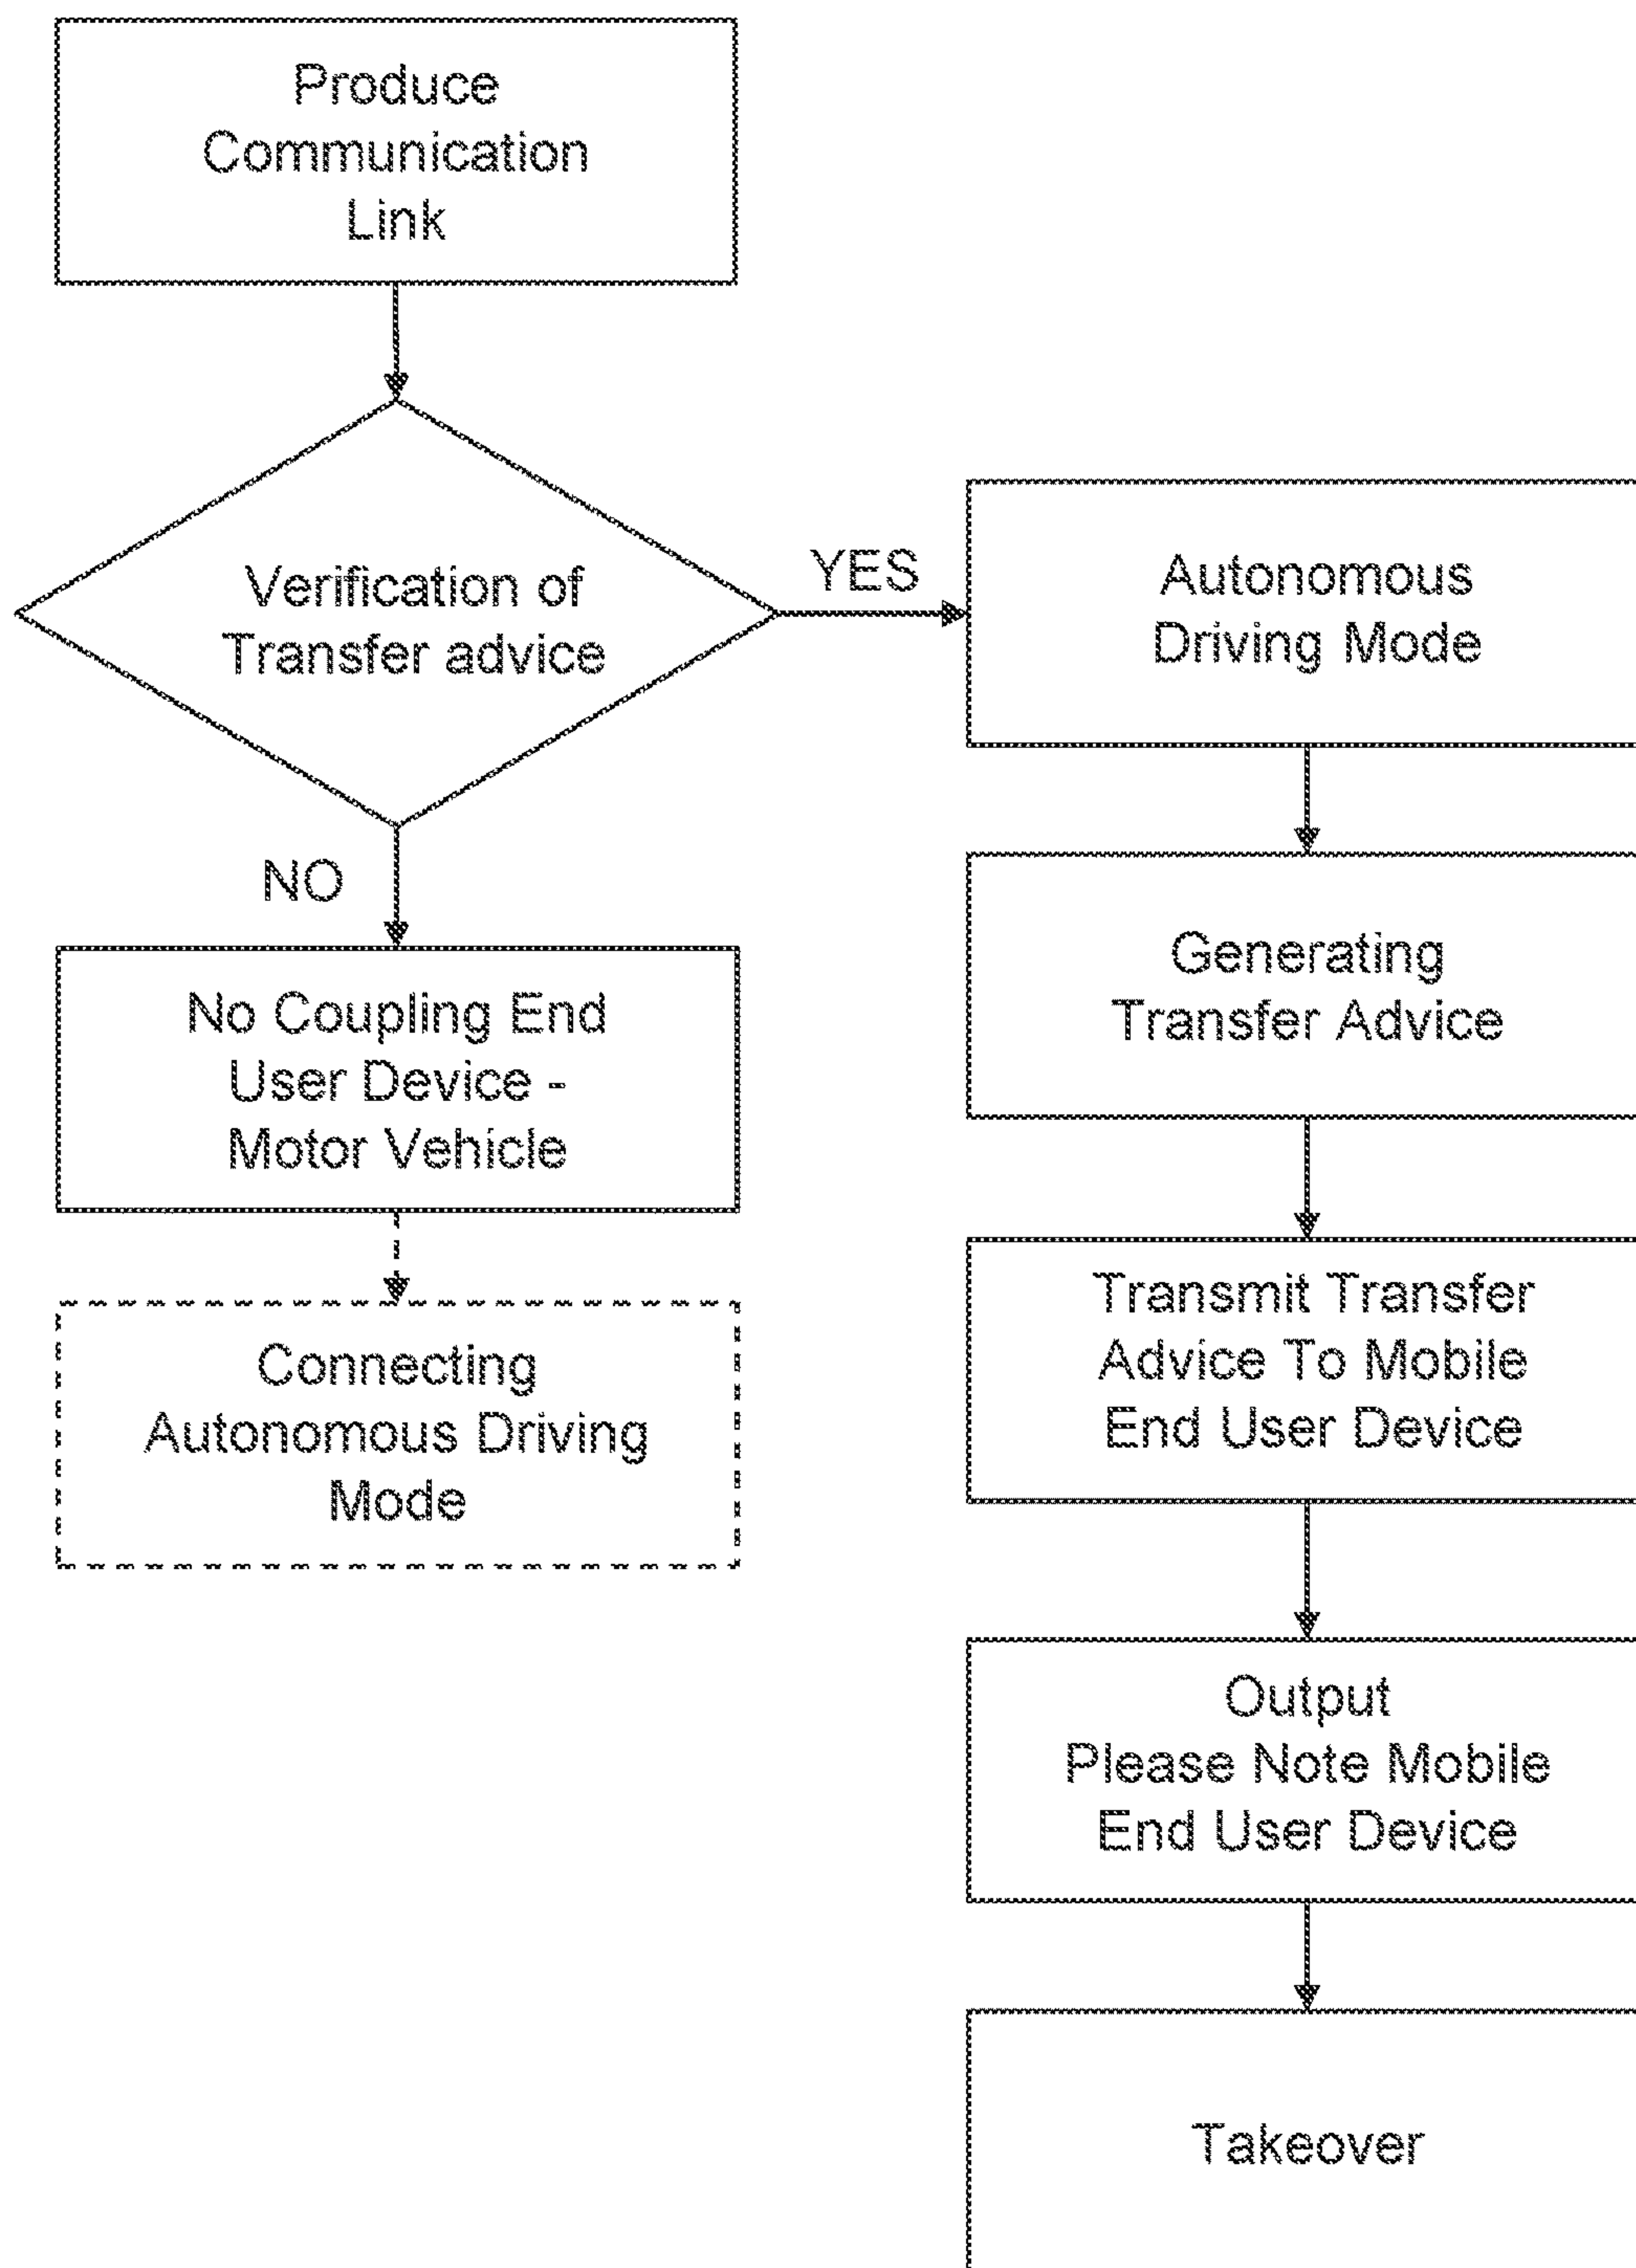 Produce
Communication
Link
Verification of
Transfer advice
YES
NO
No Coupling End
User Device -
Motor Vehicle
Connecting
Autonomous Driving
Mode
Autonomous
Driving Mode
Generating
Transfer Advice
Transmit Transfer
Advice To Mobile
End User Device
Output
Please Note Mobile
End User Device
Takeover